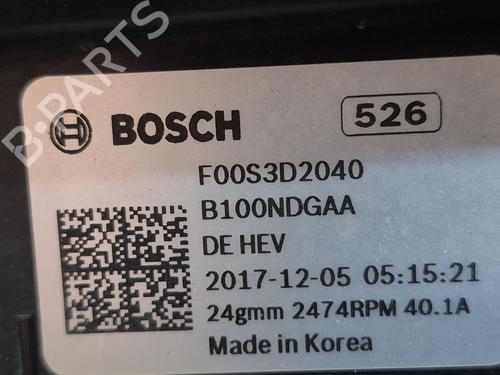 B-PARTS
BOSCH 526
F00S3D2040
B100NDGAA
DE HEV
2017-12-05 05:15:21
24gmm 2474RPM 40.1A
Made in Korea